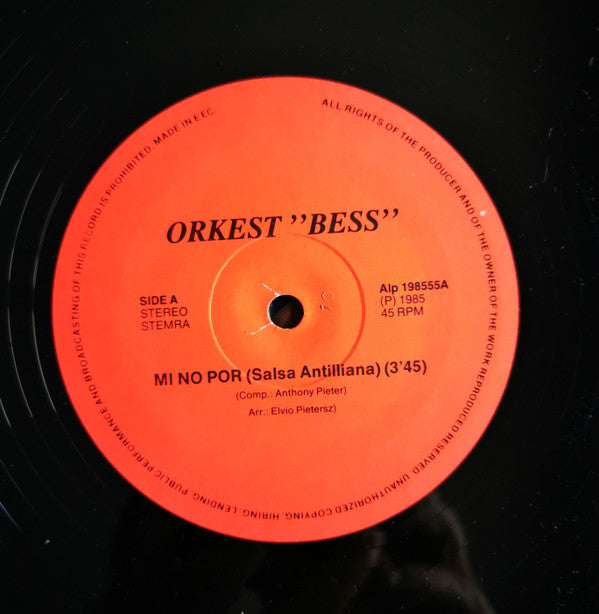 ALL RIGHTS OF THE PRODUCER AND OF THE OWNER OF THE WORK REPRODUCED RESERVED. UNAUTHORIZED COPYING, HIRING, LENDING, PUBLIC PERFORMANCE AND BROADCASTING OF THIS RECORD IS PROHIBITED. MADE IN EEC.
ORKEST ’’BESS’’
SIDE A
STEREO
STEMRA
Alp 198555A
(P) 1985
45 RPM
MI NO POR (Salsa Antilliana) (3'45)
(Comp.: Anthony Pieter)
Arr.: Elvio Pietersz)